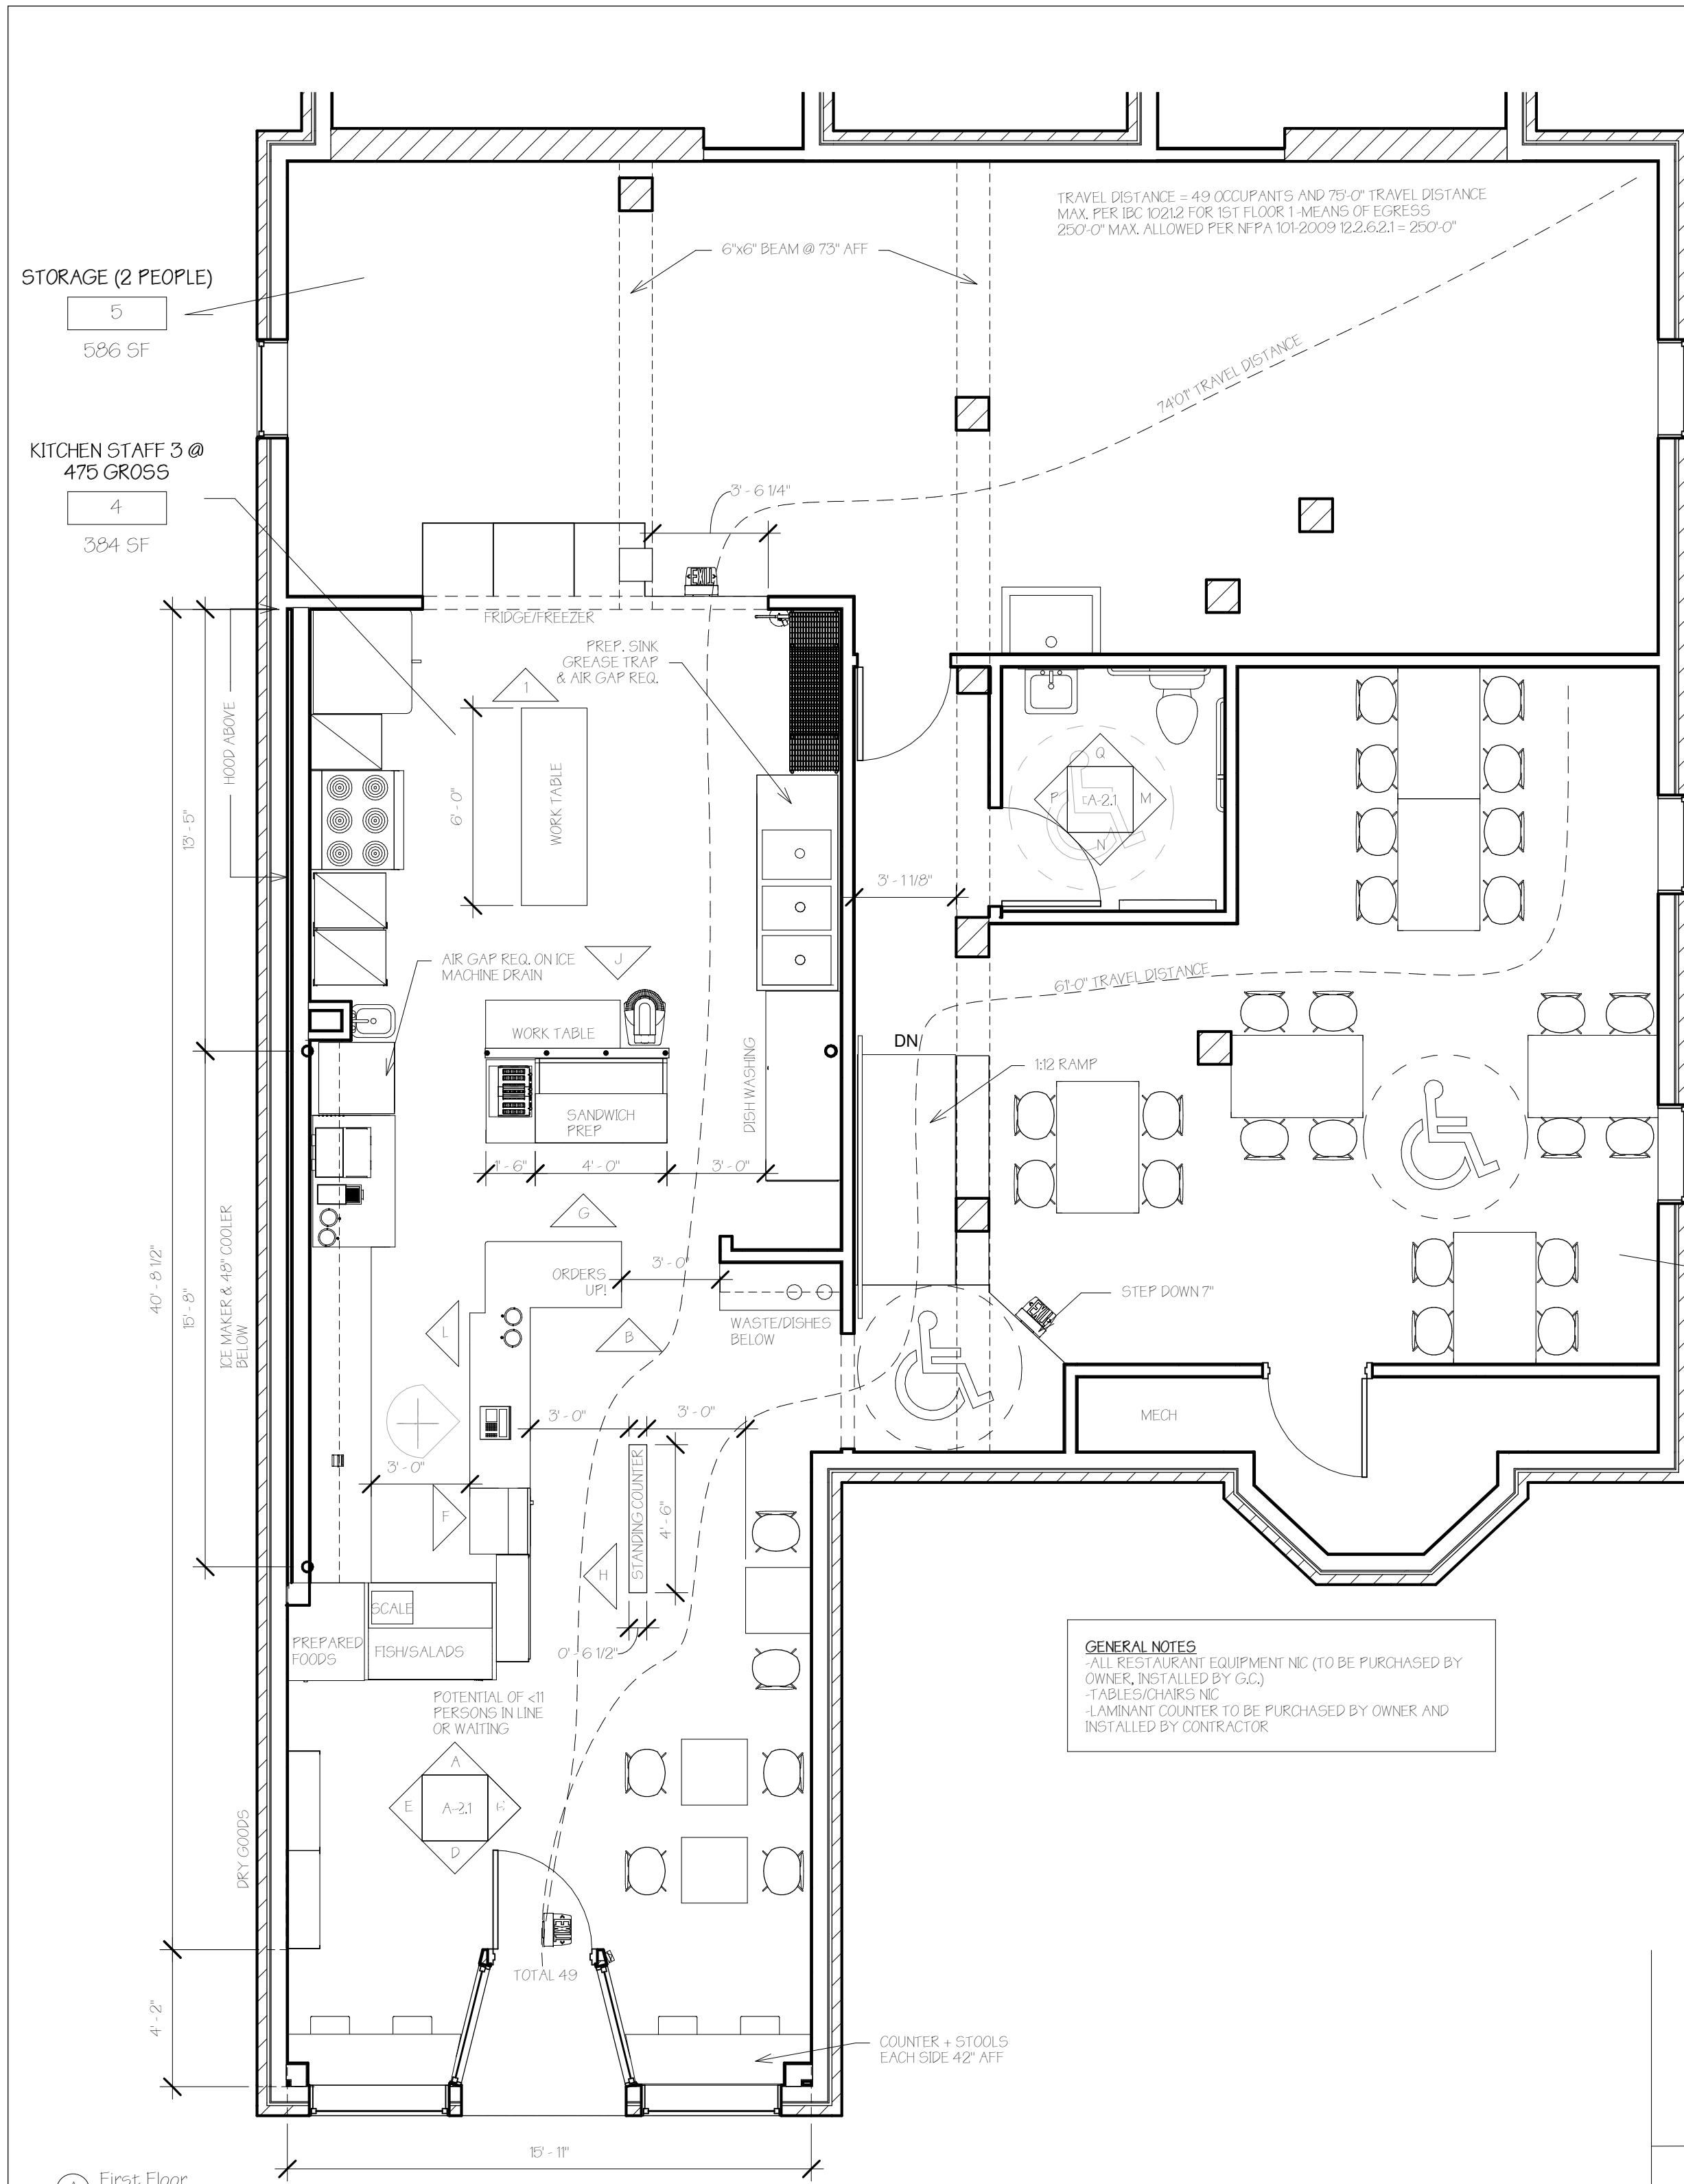 TRAVEL DISTANCE = 49 OCCUPANTS AND 75'-0" TRAVEL DISTANCE
MAX. PER IBC 1021.2 FOR 1ST FLOOR 1 -MEANS OF EGRESS
250'-0" MAX. ALLOWED PER NFPA 101-2009 12.2.6.2.1 = 250'-0"
6"x6" BEAM @ 73" AFF
STORAGE (2 PEOPLE)
5
586 SF
74'01" TRAVEL DISTANCE
KITCHEN STAFF 3 @
475 GROSS
4
384 SF
3' - 6 1/4"
EXIT
FRIDGE/FREEZER
PREP. SINK
GREASE TRAP
& AIR GAP REQ.
1
HOOD ABOVE
13' - 5"
6' - 0"
WORK TABLE
Q
P
A-2.1
M
N
3' - 1 1/8"
AIR GAP REQ. ON ICE
MACHINE DRAIN
J
61'-0" TRAVEL DISTANCE
WORK TABLE
DN
1:12 RAMP
DISH WASHING
SANDWICH
PREP
1' - 6"
4' - 0"
3' - 0"
G
40' - 8 1/2"
15' - 8"
ICE MAKER & 48" COOLER
BELOW
ORDERS
UP!
3' - 0"
STEP DOWN 7"
EXIT
L
B
WASTE/DISHES
BELOW
MECH
3' - 0"
3' - 0"
3' - 0"
F
STANDING COUNTER
4' - 6"
H
SCALE
PREPARED
FOODS
FISH/SALADS
0' - 6 1/2"
GENERAL NOTES
-ALL RESTAURANT EQUIPMENT NIC (TO BE PURCHASED BY
OWNER, INSTALLED BY G.C.)
-TABLES/CHAIRS NIC
-LAMINANT COUNTER TO BE PURCHASED BY OWNER AND
INSTALLED BY CONTRACTOR
POTENTIAL OF <11
PERSONS IN LINE
OR WAITING
A
E
A-2.1
D
DRY GOODS
EXIT
TOTAL 49
4' - 2"
COUNTER + STOOLS
EACH SIDE 42" AFF
15' - 11"
First Floor